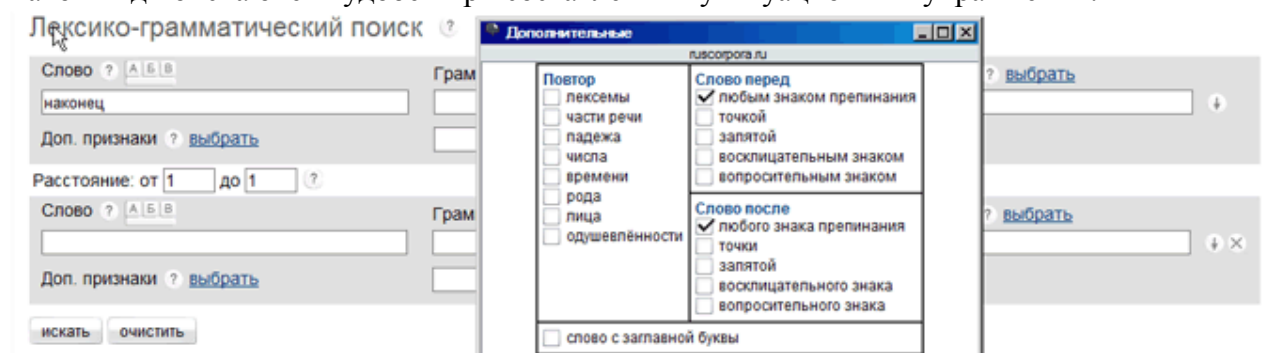 Лексико-грамматический поиск ?
Слово ? А Б В
Грам
? выбрать
наконец
Доп. признаки ? выбрать
Расстояние: от 1 до 1 ?
Слово ? А Б В
Грам
? выбрать
Доп. признаки ? выбрать
искать очистить
Дополнительные
ruscorpora.ru
Повтор
лексемы
части речи
падежа
числа
времени
рода
лица
одушевлённости
Слово перед
любым знаком препинания
точкой
запятой
восклицательным знаком
вопросительным знаком
Слово после
любого знака препинания
точки
запятой
восклицательного знака
вопросительного знака
слово с заглавной буквы